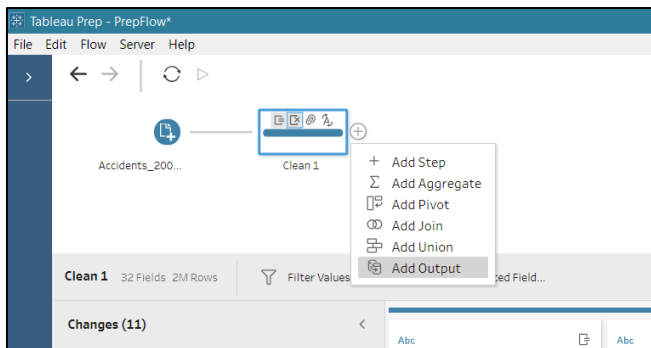 Tableau Prep - PrepFlow*
File Edit Flow Server Help
Accidents_200...
Clean 1
Add Step
Add Aggregate
Add Pivot
Add Join
Add Union
Add Output
Clean 1 32 Fields 2M Rows Filter Values ted Field...
Changes (11)
Abc Abc